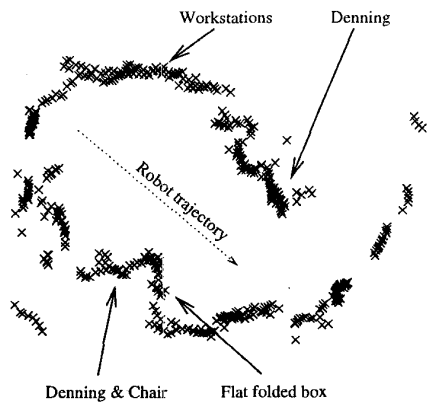 Workstations
Denning
Robot trajectory
Denning & Chair
Flat folded box